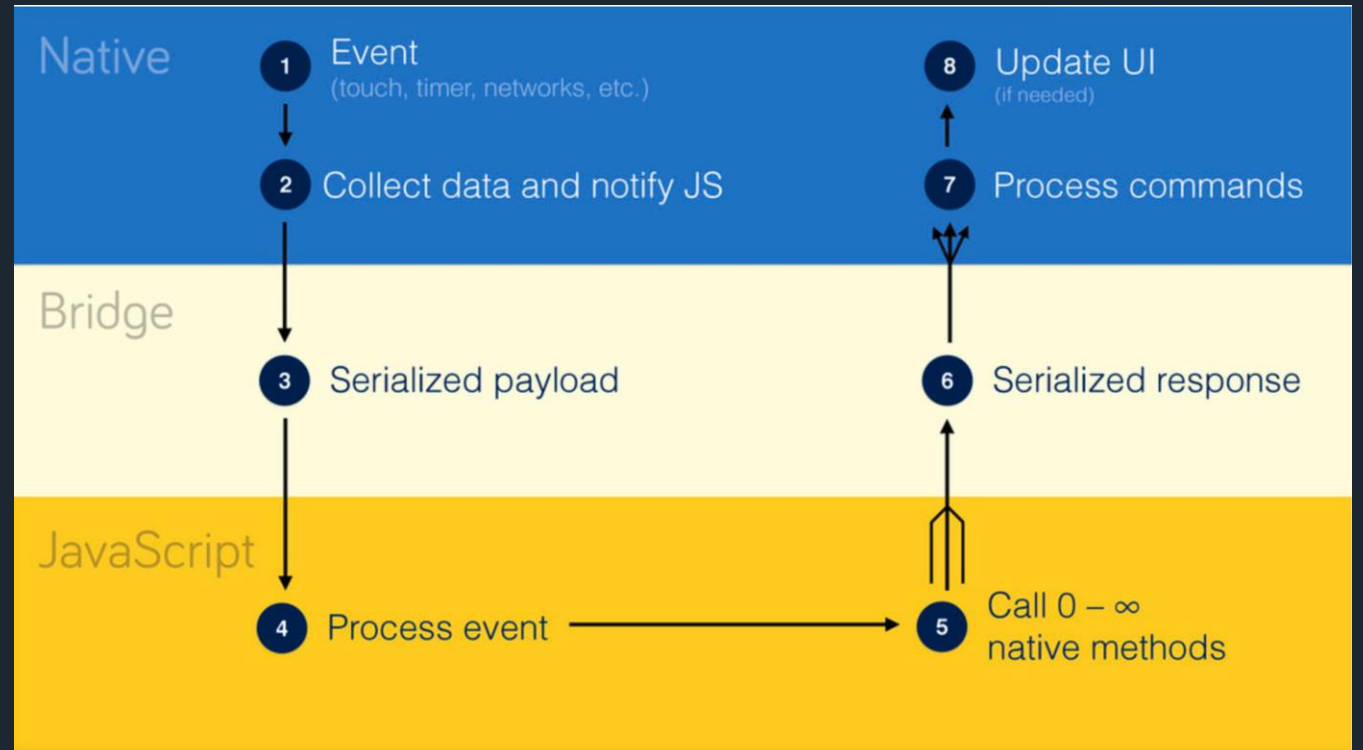 Native
1 Event
(touch, timer, networks, etc.)
2 Collect data and notify JS
8 Update UI
(if needed)
7 Process commands
Bridge
3 Serialized payload
6 Serialized response
JavaScript
4 Process event
5 Call 0 – ∞
native methods